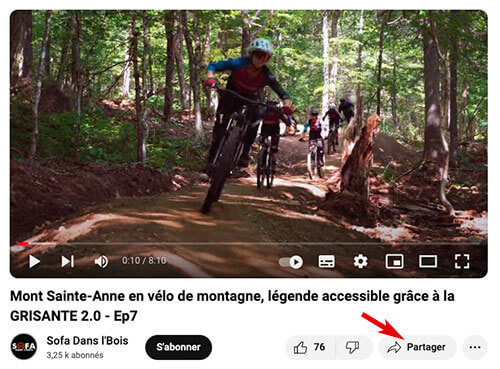 0:10 / 8:10
Mont Sainte-Anne en vélo de montagne, légende accessible grâce à la
GRISANTE 2.0 - Ep7
SOFA
Sofa Dans l'Bois
3,25 k abonnés
S'abonner
76
Partager